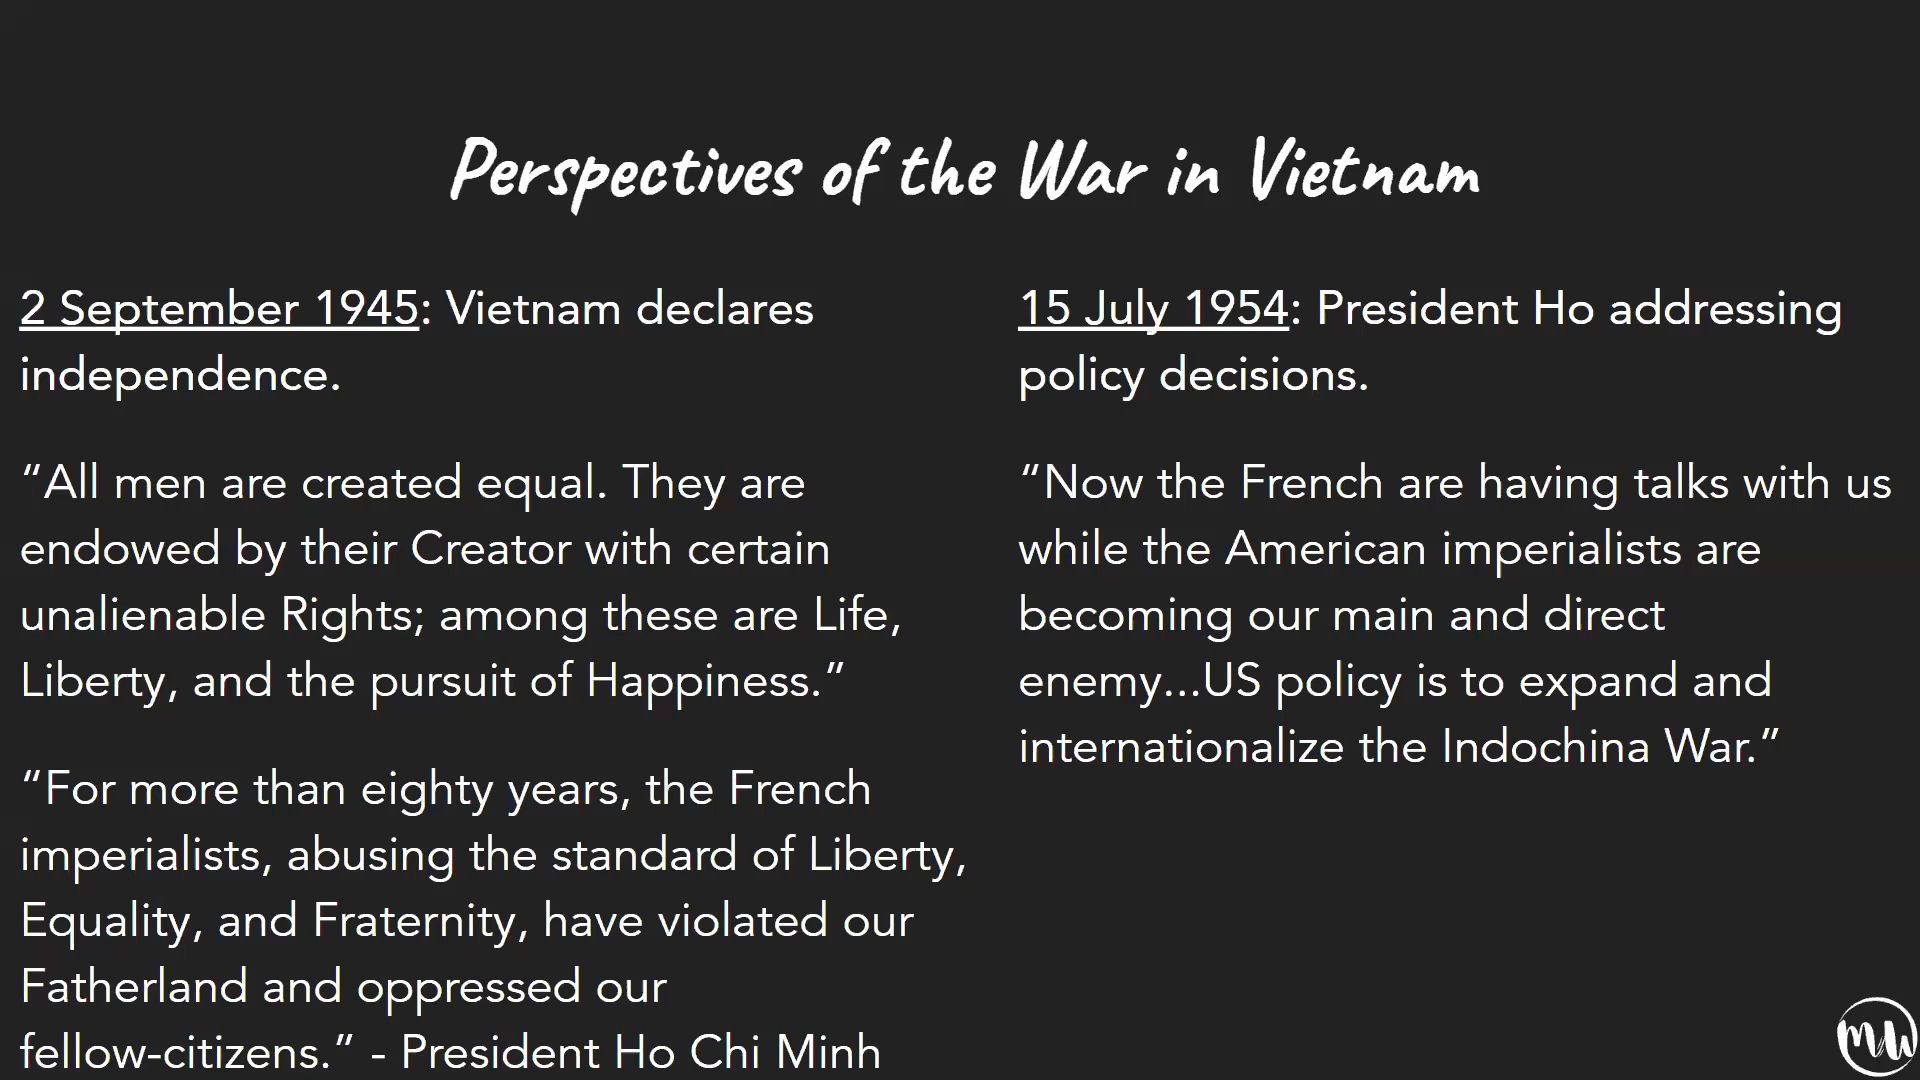 Perspectives of the War in Vietnam
2 September 1945: Vietnam declares
independence.
“All men are created equal. They are
endowed by their Creator with certain
unalienable Rights; among these are Life,
Liberty, and the pursuit of Happiness.”
“For more than eighty years, the French
imperialists, abusing the standard of Liberty,
Equality, and Fraternity, have violated our
Fatherland and oppressed our
fellow-citizens.” - President Ho Chi Minh
15 July 1954: President Ho addressing
policy decisions.
“Now the French are having talks with us
while the American imperialists are
becoming our main and direct
enemy...US policy is to expand and
internationalize the Indochina War.”